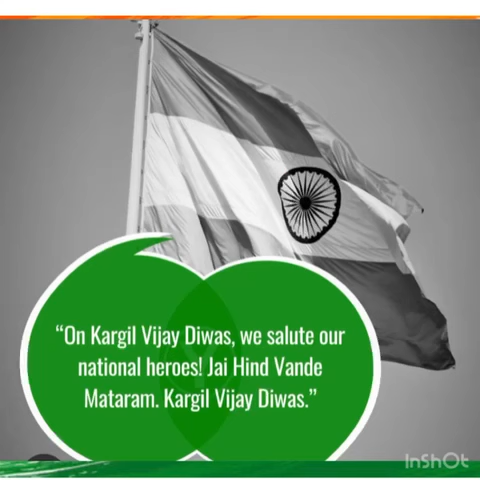 “On Kargil Vijay Diwas, we salute our
national heroes! Jai Hind Vande
Mataram. Kargil Vijay Diwas.”
InShOt